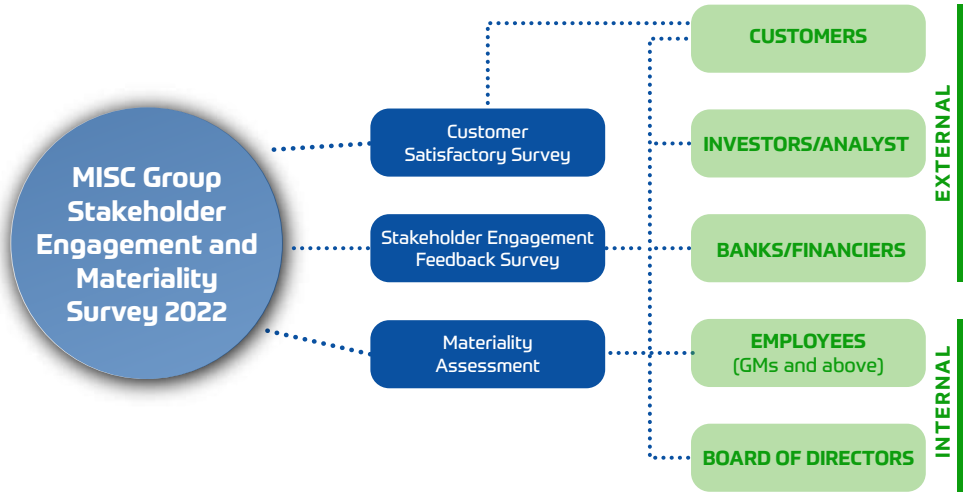 MISC Group
Stakeholder
Engagement and
Materiality
Survey 2022
Customer
Satisfactory Survey
Stakeholder Engagement
Feedback Survey
Materiality
Assessment
CUSTOMERS
INVESTORS/ANALYST
BANKS/FINANCIERS
EMPLOYEES
(GMs and above)
BOARD OF DIRECTORS
EXTERNAL
INTERNAL